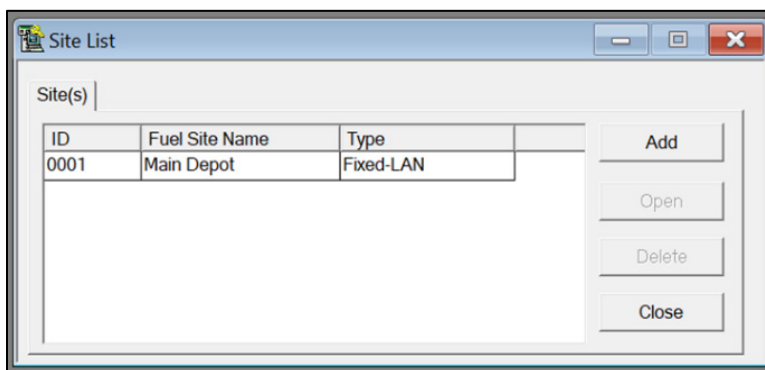 Site List
Site(s)
ID Fuel Site Name Type
0001 Main Depot Fixed-LAN
Add
Open
Delete
Close